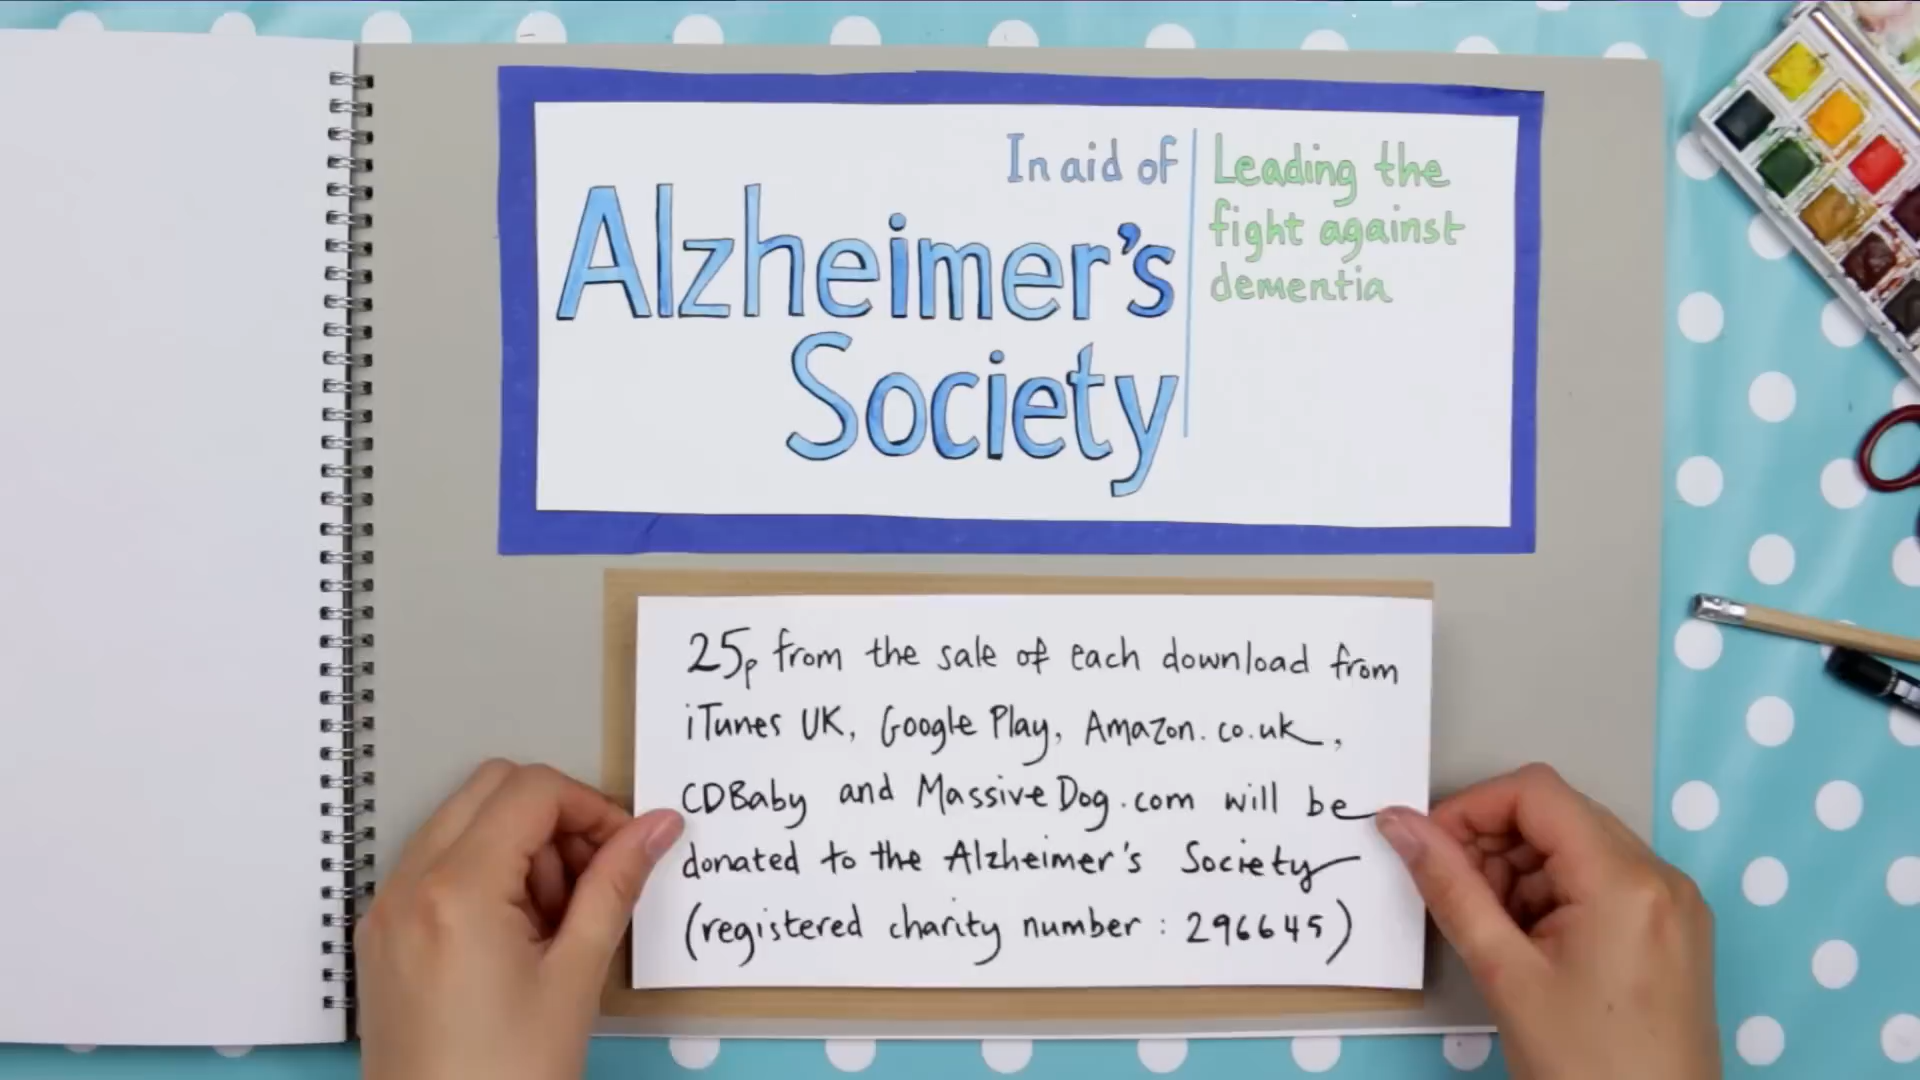 In aid of
Alzheimer's
Society
Leading the
fight against
dementia
25p from the sale of each download from
iTunes UK, Google Play, Amazon.co.uk,
CDBaby and MassiveDog.com will be
donated to the Alzheimer's Society
(registered charity number: 296645)